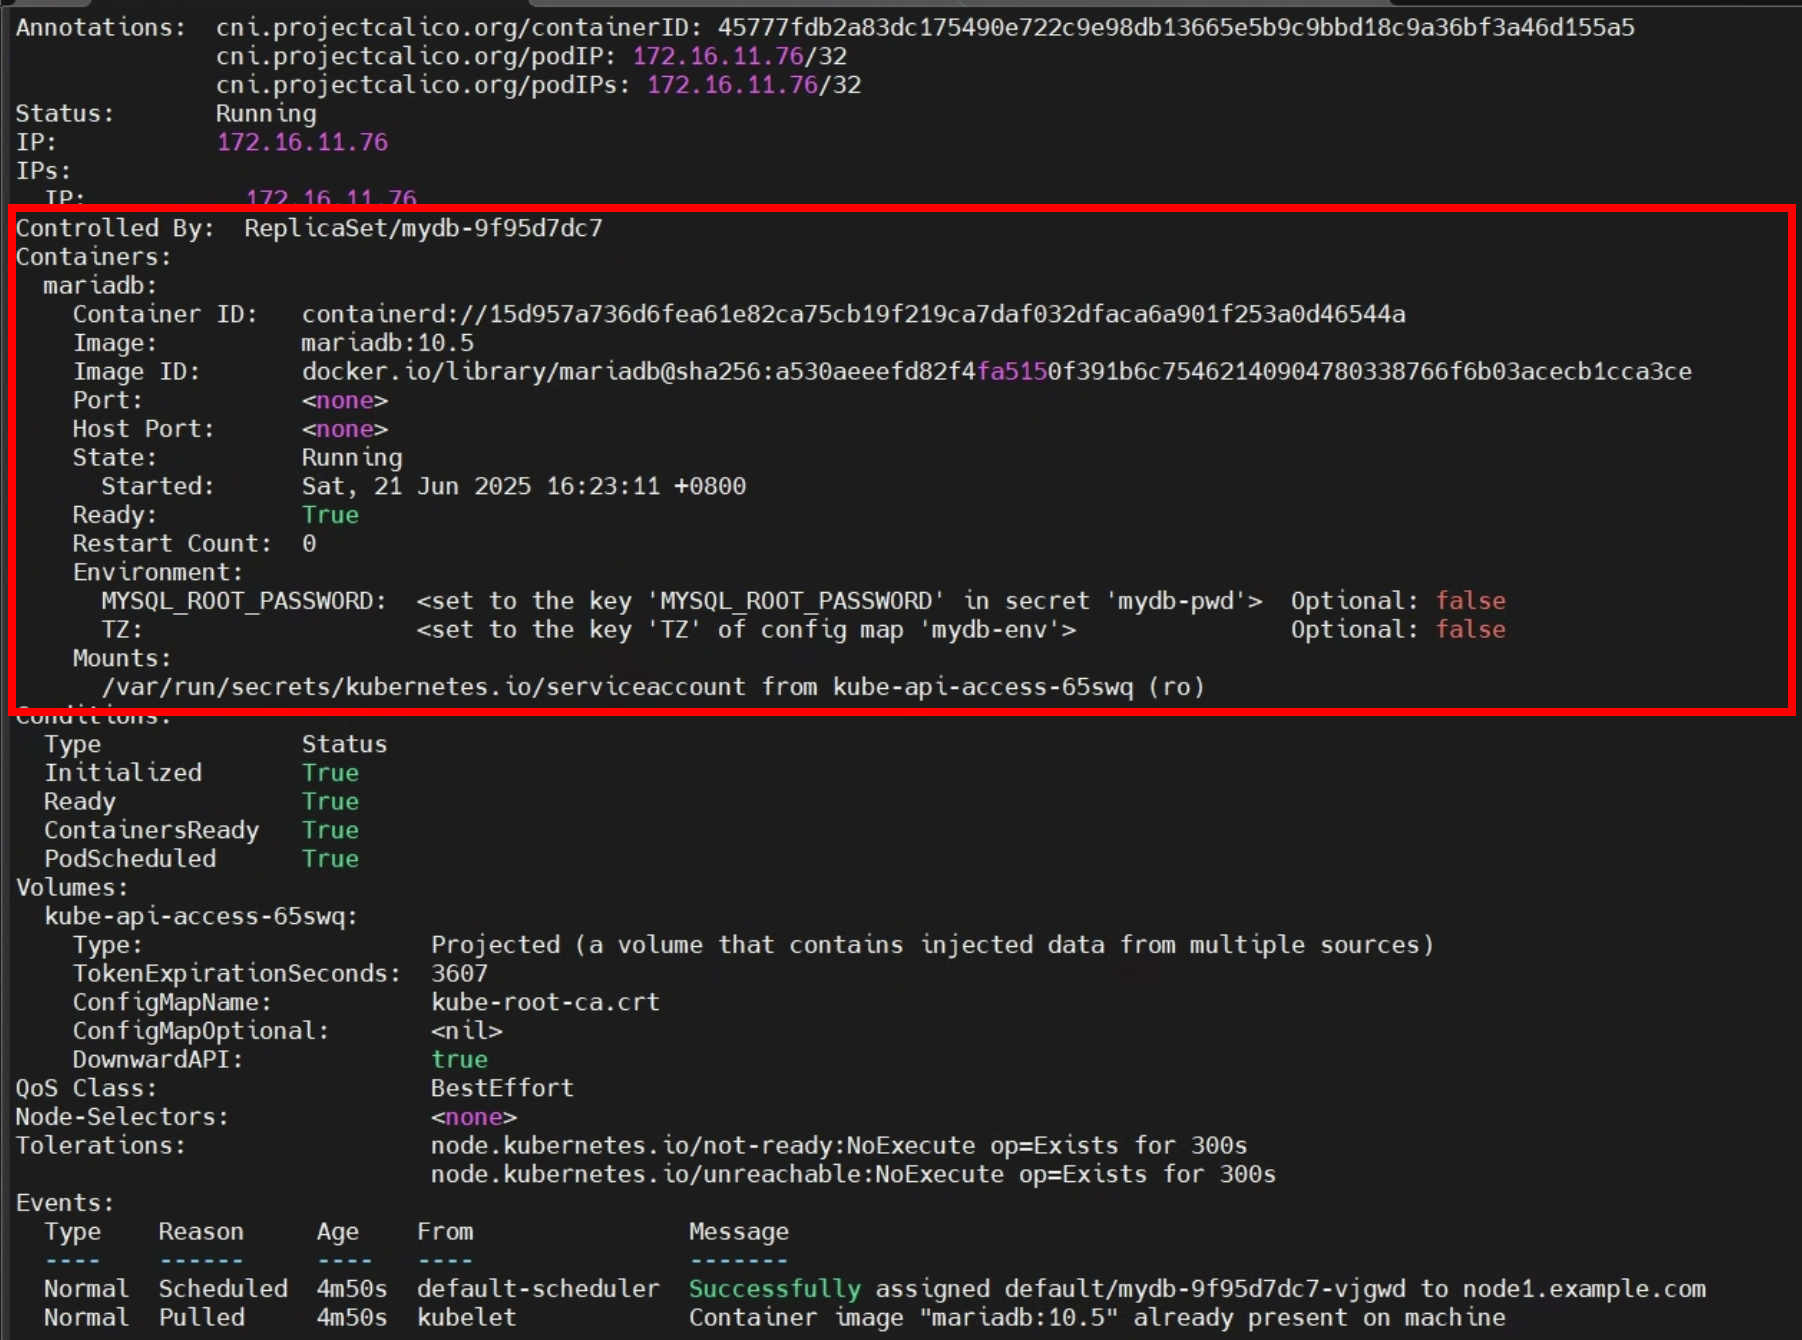 Annotations:  cni.projectcalico.org/containerID: 45777fdb2a83dc175490e722c9e98db13665e5b9c9bbd18c9a36bf3a46d155a5
              cni.projectcalico.org/podIP: 172.16.11.76/32
              cni.projectcalico.org/podIPs: 172.16.11.76/32
Status:       Running
IP:           172.16.11.76
IPs:
  IP:           172.16.11.76
Controlled By:  ReplicaSet/mydb-9f95d7dc7
Containers:
  mariadb:
    Container ID:   containerd://15d957a736d6fea61e82ca75cb19f219ca7daf032dfaca6a901f253a0d46544a
    Image:          mariadb:10.5
    Image ID:       docker.io/library/mariadb@sha256:a530aeeefd82f4fa5150f391b6c75462140904780338766f6b03acecb1cca3ce
    Port:           <none>
    Host Port:      <none>
    State:          Running
      Started:      Sat, 21 Jun 2025 16:23:11 +0800
    Ready:          True
    Restart Count:  0
    Environment:
      MYSQL_ROOT_PASSWORD:  <set to the key 'MYSQL_ROOT_PASSWORD' in secret 'mydb-pwd'>  Optional: false
      TZ:                   <set to the key 'TZ' of config map 'mydb-env'>               Optional: false
    Mounts:
      /var/run/secrets/kubernetes.io/serviceaccount from kube-api-access-65swq (ro)
Conditions:
  Type              Status
  Initialized       True
  Ready             True
  ContainersReady   True
  PodScheduled      True
Volumes:
  kube-api-access-65swq:
    Type:                    Projected (a volume that contains injected data from multiple sources)
    TokenExpirationSeconds:  3607
    ConfigMapName:           kube-root-ca.crt
    ConfigMapOptional:       <nil>
    DownwardAPI:             true
QoS Class:                   BestEffort
Node-Selectors:              <none>
Tolerations:                 node.kubernetes.io/not-ready:NoExecute op=Exists for 300s
                             node.kubernetes.io/unreachable:NoExecute op=Exists for 300s
Events:
  Type    Reason     Age    From               Message
  ----    ------     ----   ----               -------
  Normal  Scheduled  4m50s  default-scheduler  Successfully assigned default/mydb-9f95d7dc7-vjgwd to node1.example.com
  Normal  Pulled     4m50s  kubelet            Container image "mariadb:10.5" already present on machine